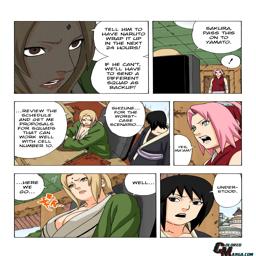 TELL HIM TO
HAVE NARUTO
WRAP IT UP
IN THE NEXT
24 HOURS!
IF HE CAN'T,
WE'LL HAVE
TO SEND A
DIFFERENT
SQUAD AS
BACKUP!
SAKURA,
PASS THIS
ON TO
YAMATO.
...REVIEW THE
SCHEDULE
AND GET ME
PROPOSALS
FOR SQUADS
THAT CAN
WORK WELL
WITH CELL
NUMBER 10.
SHIZUNE...
FOR THE
WORST-
CASE
SCENARIO...
YES,
MA'AM!
...HERE
WE
GO...
WELL...
UNDER-
STOOD.
COLORED
MANGA.COM